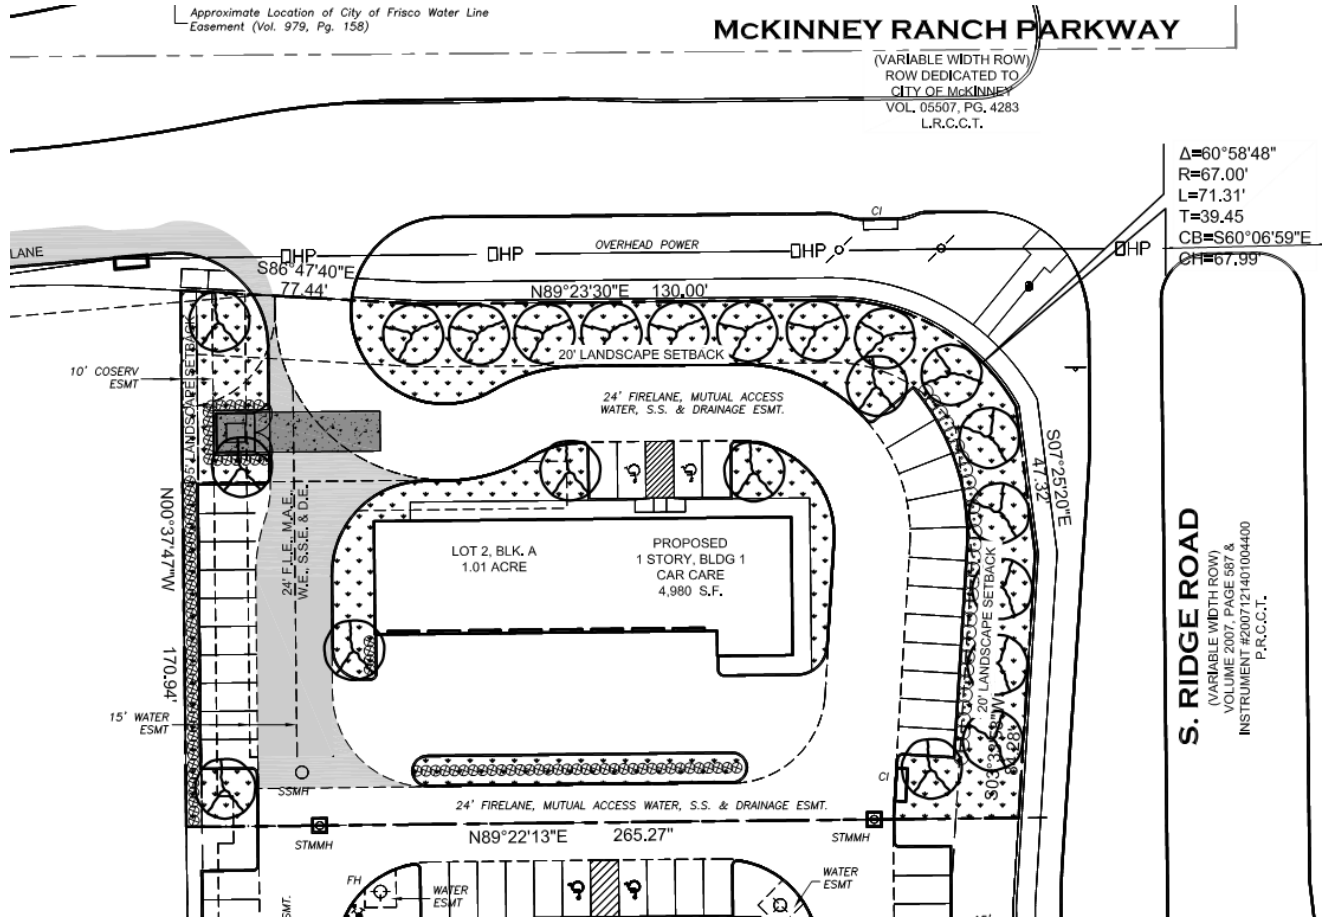 Approximate Location of City of Frisco Water Line
Easement (Vol. 979, Pg. 158)
McKINNEY RANCH PARKWAY
(VARIABLE WIDTH ROW)
ROW DEDICATED TO
CITY OF McKINNEY
VOL. 05507, PG. 4283
L.R.C.C.T.
Δ=60°58'48"
R=67.00'
L=71.31'
T=39.45
CB=S60°06'59"E
CH=67.99'
CI
LANE
HP
HP
OVERHEAD POWER
HP
HP
S86°47'40"E
77.44'
N89°23'30"E 130.00'
20' LANDSCAPE SETBACK
10' COSERV
ESMT
5' LANDSCAPE SETBACK
24' FIRELANE, MUTUAL ACCESS
WATER, S.S. & DRAINAGE ESMT.
S07°25'20"E
47.32'
N00°37'47"W
170.94'
24' F.L.E., M.A.E.,
W.E., S.S.E. & D.E.
LOT 2, BLK. A
1.01 ACRE
PROPOSED
1 STORY, BLDG 1
CAR CARE
4,980 S.F.
20' LANDSCAPE SETBACK
S. RIDGE ROAD
(VARIABLE WIDTH ROW)
VOLUME 2007, PAGE 587 &
INSTRUMENT #2007121401004400
P.R.C.C.T.
15' WATER
ESMT
SSMH
CI
24' FIRELANE, MUTUAL ACCESS WATER, S.S. & DRAINAGE ESMT.
N89°22'13"E 265.27"
STMMH
STMMH
FH
WATER
ESMT
WATER
ESMT